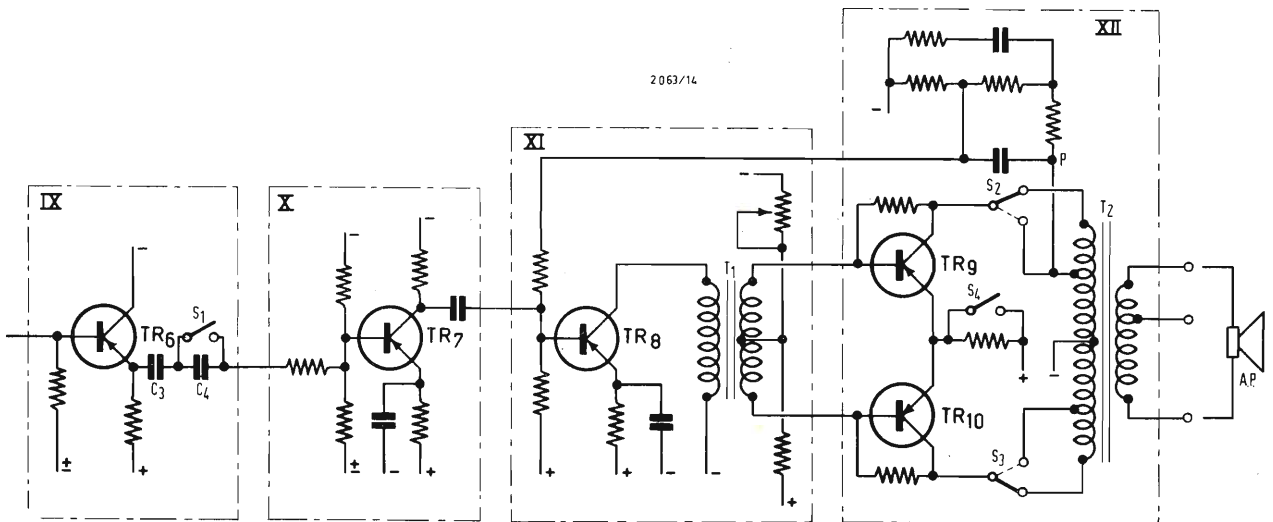 2063/14
XII
P
S2
T2
XI
IX
X
T1
TR9
S1
S4
TR6
TR7
TR8
C3
C4
A.P.
TR10
S3
- - - - - - - - - -
± + ± - + + + - + + -